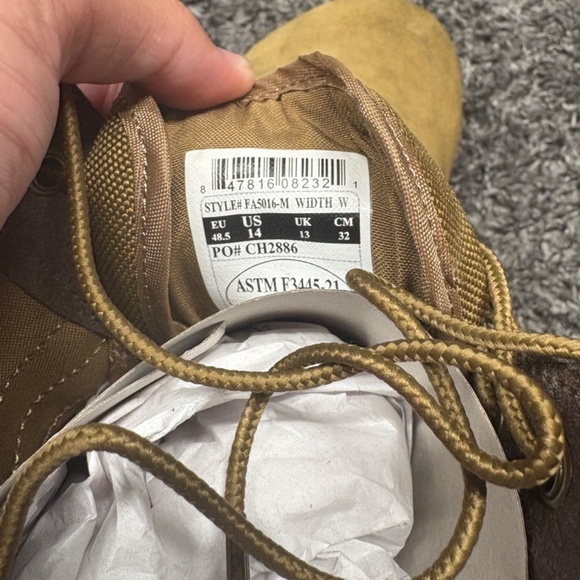 8 47816 08232 1
STYLE# FA5016-M WIDTH W
EU US UK CM
48.5 14 13 32
PO# CH2886
ASTM F3445-21